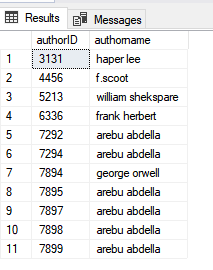 Results Messages
authorID authorname
1 3131 haper lee
2 4456 f.scoot
3 5213 william shekspare
4 6336 frank herbert
5 7292 arebu abdella
6 7294 arebu abdella
7 7894 george orwell
8 7895 arebu abdella
9 7897 arebu abdella
10 7898 arebu abdella
11 7899 arebu abdella